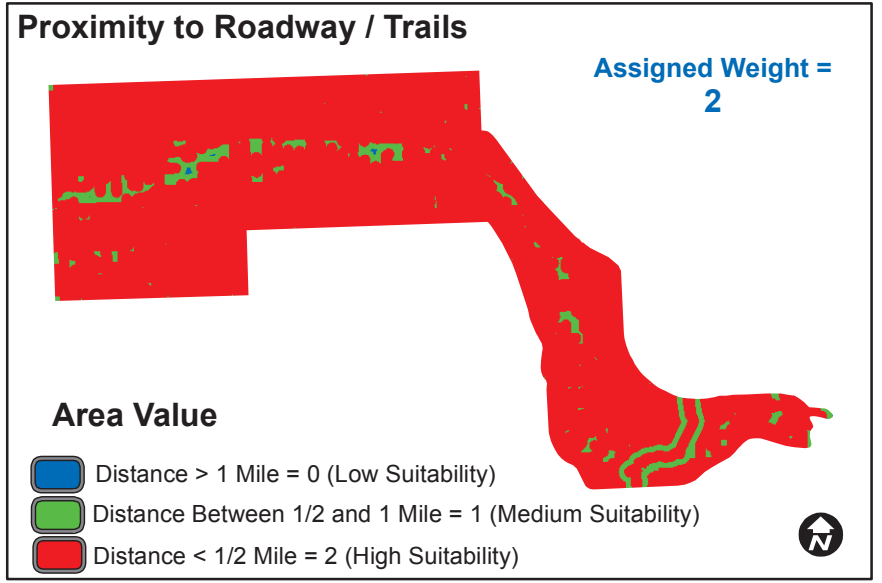 Proximity to Roadway / Trails
Assigned Weight =
2
Area Value
Distance > 1 Mile = 0 (Low Suitability)
Distance Between 1/2 and 1 Mile = 1 (Medium Suitability)
Distance < 1/2 Mile = 2 (High Suitability)
N